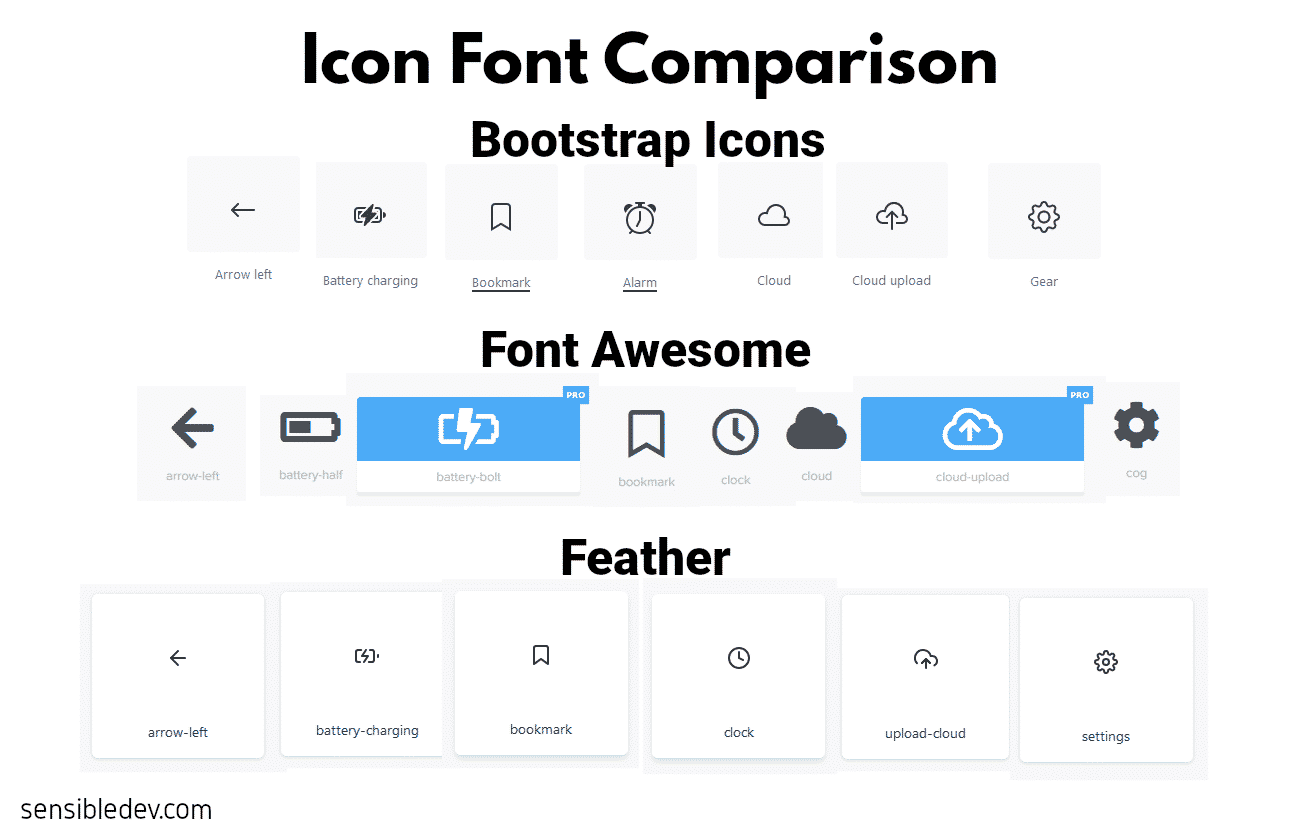 Icon Font Comparison
Bootstrap Icons
Arrow left
Battery charging
Bookmark
Alarm
Cloud
Cloud upload
Gear
Font Awesome
PRO
PRO
arrow-left
battery-half
battery-bolt
bookmark
clock
cloud
cloud-upload
cog
Feather
arrow-left
battery-charging
bookmark
clock
upload-cloud
settings
sensibledev.com